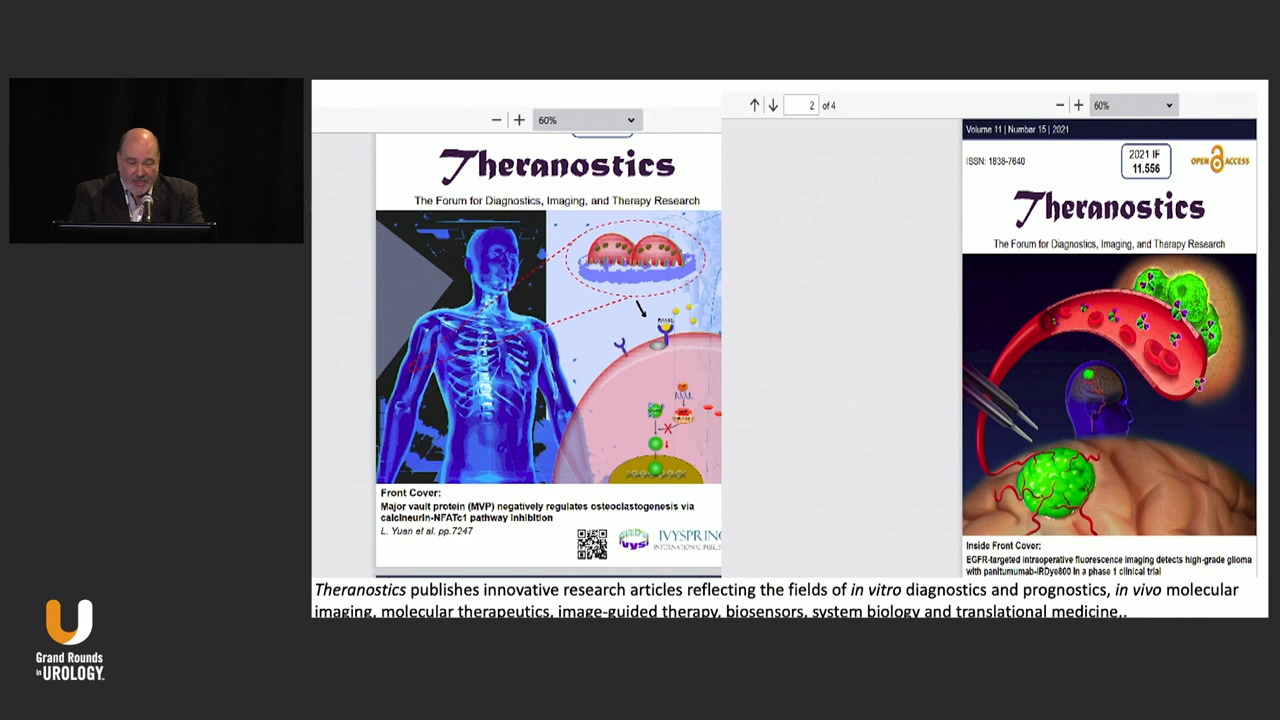 60%
Theranostics
The Forum for Diagnostics, Imaging, and Therapy Research
Front Cover:
Major vault protein (MVP) negatively regulates osteoclastogenesis via
calcineurin-NFATc1 pathway inhibition
L. Yuan et al. pp.7247
ivys
IVYSPRING
INTERNATIONAL PUBLIS
2 of 4
60%
Volume 11 | Number 15 | 2021
ISSN: 1838-7640
2021 IF
11.556
OPEN ACCESS
Theranostics
The Forum for Diagnostics, Imaging, and Therapy Research
Inside Front Cover:
EGFR-targeted intraoperative fluorescence imaging detects high-grade glioma
with panitumumab-IRDye800 in a phase 1 clinical trial
Theranostics publishes innovative research articles reflecting the fields of in vitro diagnostics and prognostics, in vivo molecular
imaging, molecular therapeutics, image-guided therapy, biosensors, system biology and translational medicine..
Grand Rounds
in UROLOGY